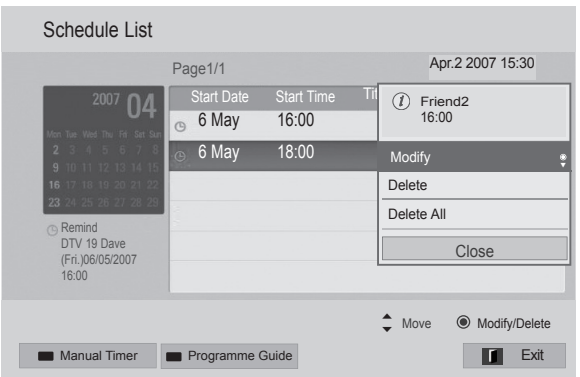 Schedule List
Page1/1
Apr.2 2007 15:30
2007 04
Mon Tue Wed Thu Fri Sat Sun
2 3 4 5 6 7 8
9 10 11 12 13 14 15
16 17 18 19 20 21 22
23 24 25 26 27 28 29
Remind
DTV 19 Dave
(Fri.)06/05/2007
16:00
Start Date Start Time Tit
6 May 16:00
6 May 18:00
Friend2
16:00
Modify
Delete
Delete All
Close
Move Modify/Delete
Manual Timer Programme Guide Exit